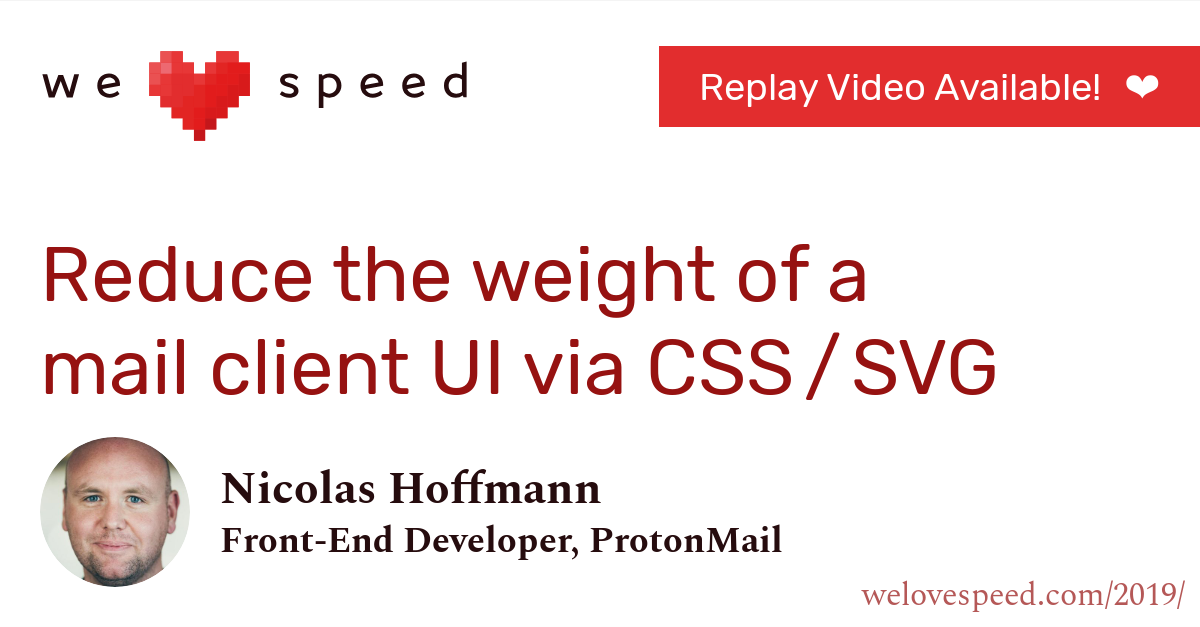 we ❤ speed
Replay Video Available! ❤
Reduce the weight of a
mail client UI via CSS / SVG
Nicolas Hoffmann
Front-End Developer, ProtonMail
welovespeed.com/2019/